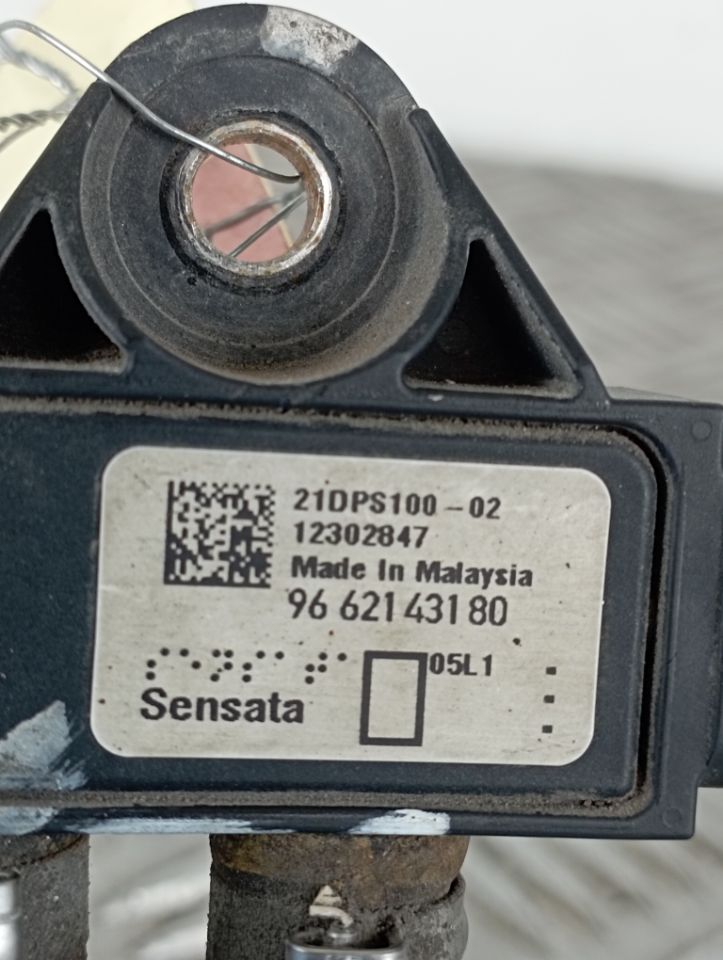 21DPS100-02
12302847
Made In Malaysia
96 621 431 80
05L1
Sensata